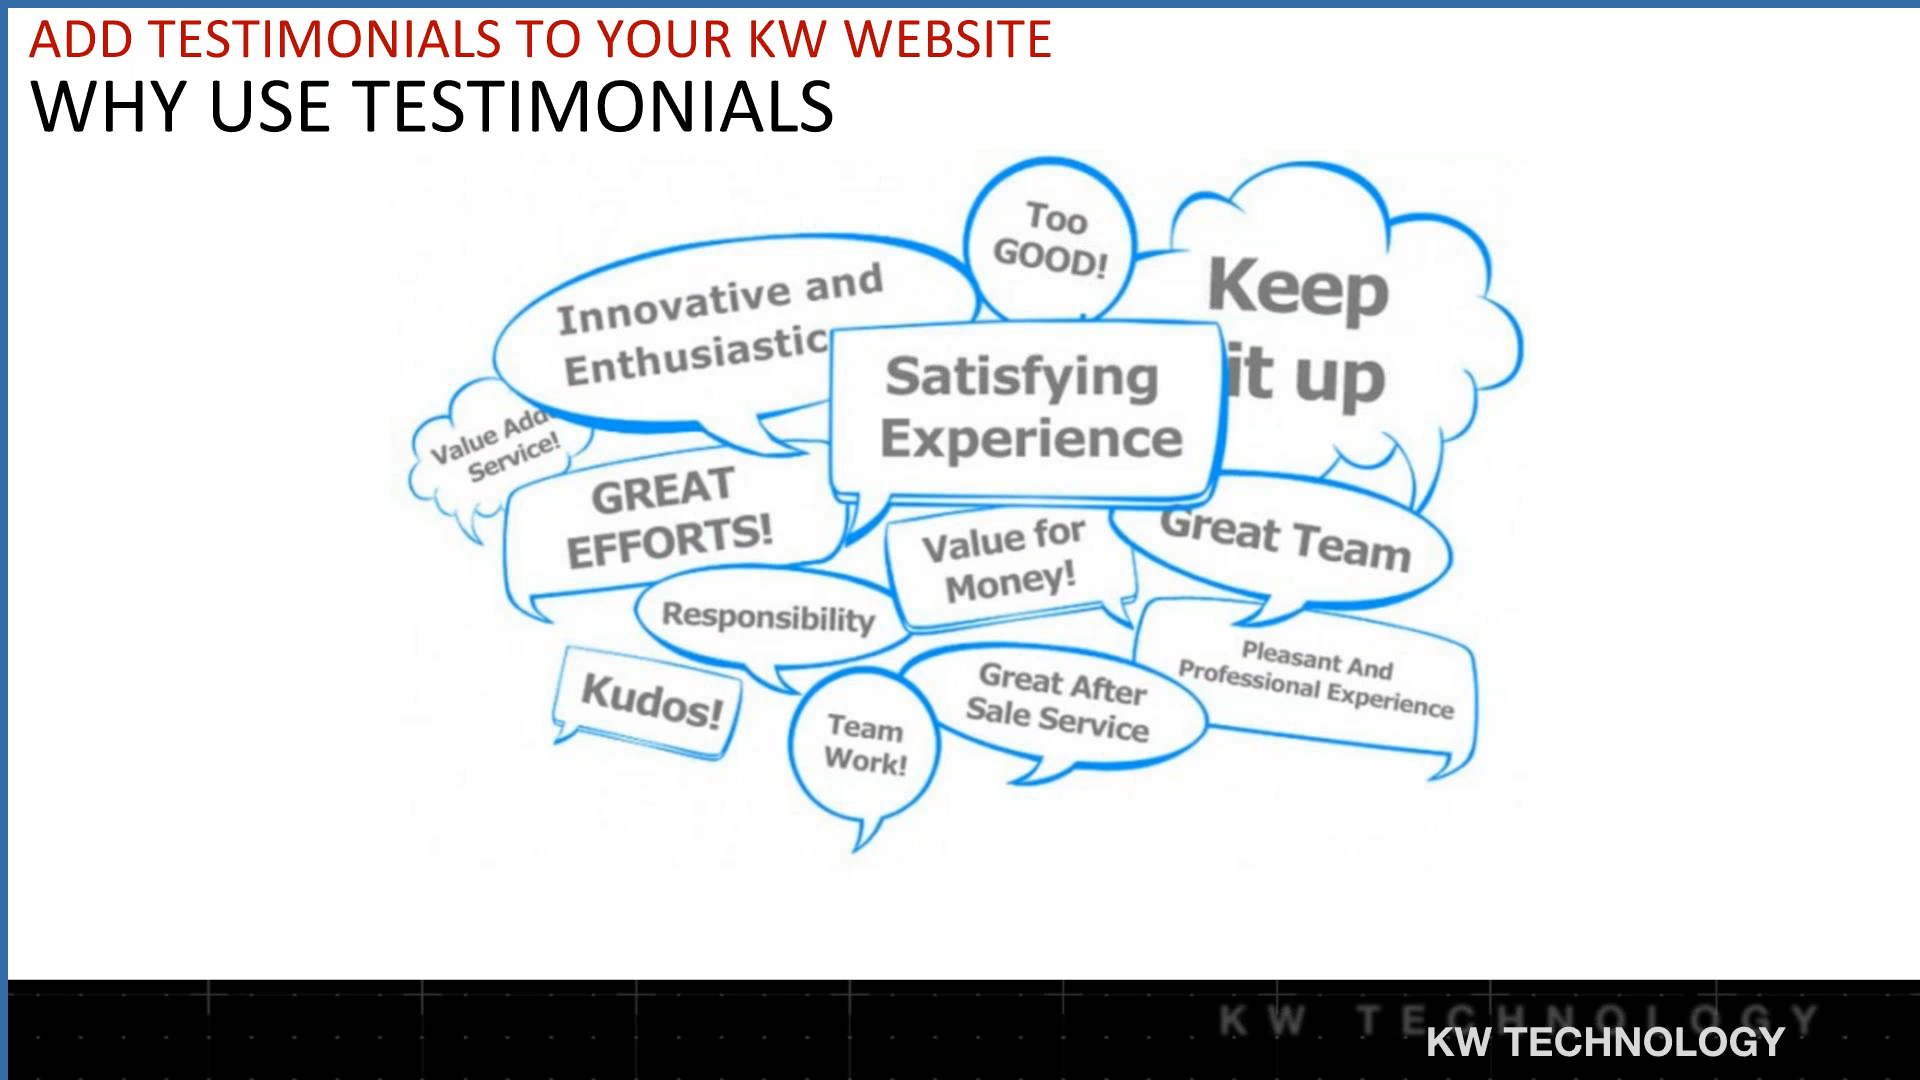 ADD TESTIMONIALS TO YOUR KW WEBSITE
WHY USE TESTIMONIALS
Too
GOOD!
Innovative and
Enthusiastic
Keep
it up
Satisfying
Experience
Value Add
Service!
GREAT
EFFORTS!
Value for
Money!
Great Team
Responsibility
Pleasant And
Professional Experience
Kudos!
Great After
Sale Service
Team
Work!
KW TECHNOLOGY
KW TECHNOLOGY